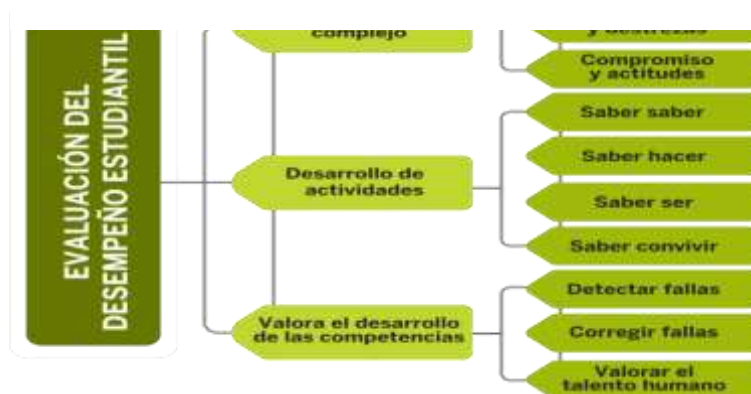 EVALUACIÓN DEL
DESEMPEÑO ESTUDIANTIL
complejo
y destrezas
Compromiso
y actitudes
Desarrollo de
actividades
Saber saber
Saber hacer
Saber ser
Saber convivir
Valora el desarrollo
de las competencias
Detectar fallas
Corregir fallas
Valorar el
talento humano